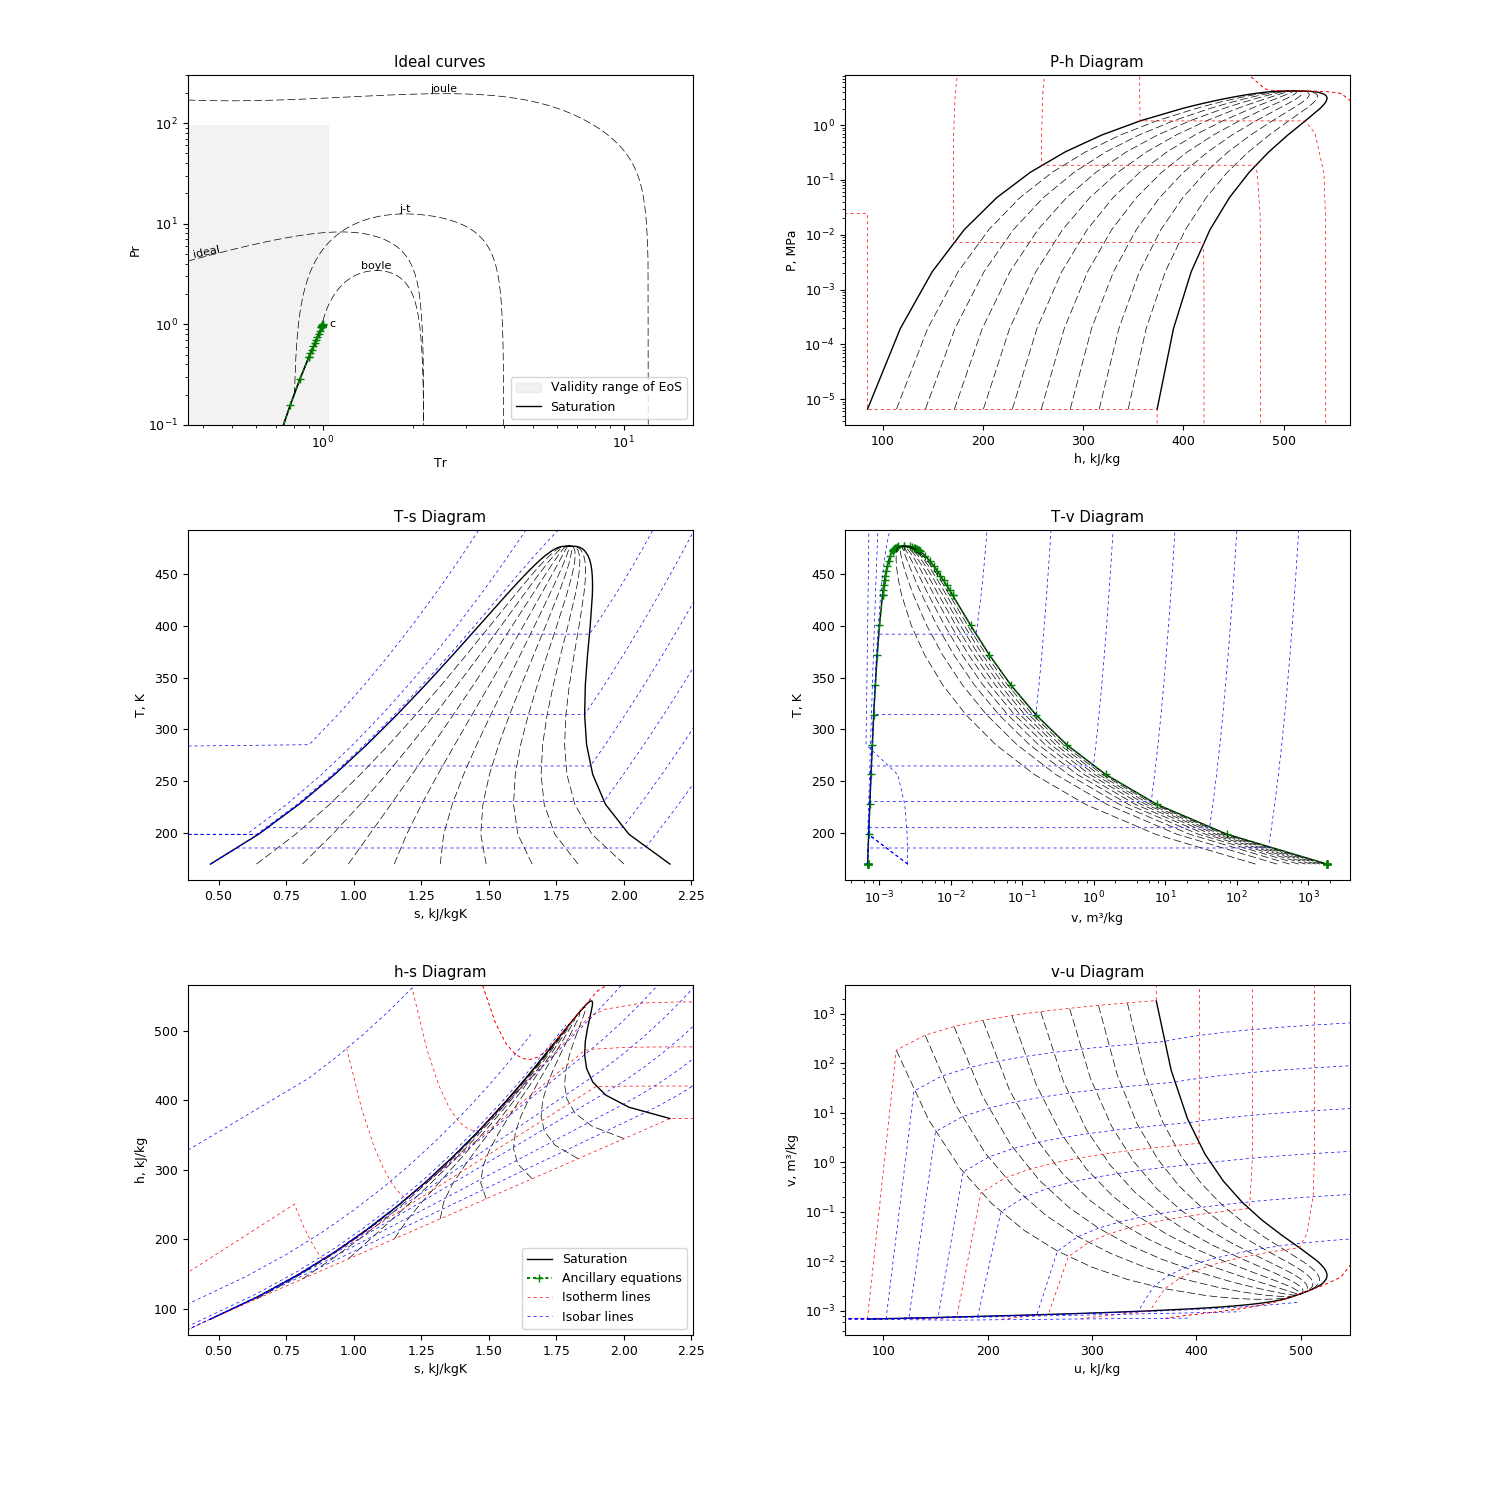 Ideal curves
joule
j-t
ideal
boyle
c
Validity range of EoS
Saturation
10²
10¹
10⁰
10⁻¹
Pr
10⁰ 10¹
Tr
P-h Diagram
10⁰
10⁻¹
10⁻²
10⁻³
10⁻⁴
10⁻⁵
P, MPa
100 200 300 400 500
h, kJ/kg
T-s Diagram
450
400
350
300
250
200
T, K
0.50 0.75 1.00 1.25 1.50 1.75 2.00 2.25
s, kJ/kgK
T-v Diagram
450
400
350
300
250
200
T, K
10⁻³ 10⁻² 10⁻¹ 10⁰ 10¹ 10² 10³
v, m³/kg
h-s Diagram
500
400
300
200
100
h, kJ/kg
Saturation
Ancillary equations
Isotherm lines
Isobar lines
0.50 0.75 1.00 1.25 1.50 1.75 2.00 2.25
s, kJ/kgK
v-u Diagram
10³
10²
10¹
10⁰
10⁻¹
10⁻²
10⁻³
v, m³/kg
100 200 300 400 500
u, kJ/kg